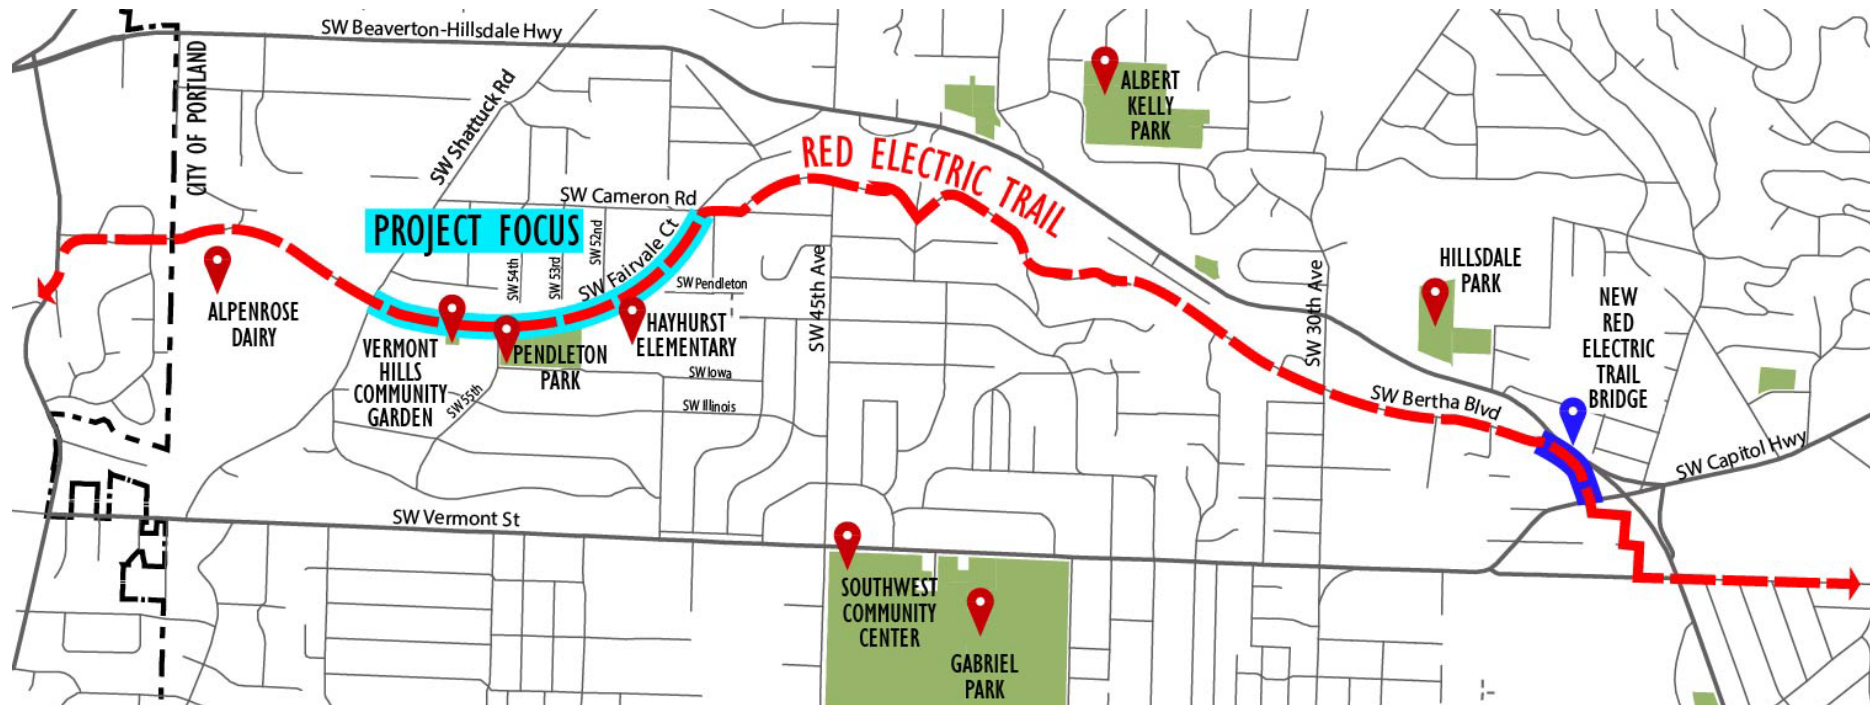 SW Beaverton-Hillsdale Hwy
CITY OF PORTLAND
SW Shattuck Rd
ALBERT
KELLY
PARK
RED ELECTRIC TRAIL
SW Cameron Rd
PROJECT FOCUS
SW 54th
SW 53rd
SW 52nd
SW Fairvale Ct
SW Pendleton
SW 45th Ave
SW 30th Ave
HILLSDALE
PARK
ALPENROSE
DAIRY
NEW
RED
ELECTRIC
TRAIL
BRIDGE
VERMONT
HILLS
COMMUNITY
GARDEN
PENDLETON
PARK
HAYHURST
ELEMENTARY
SW Iowa
SW 55th
SW Illinois
SW Bertha Blvd
SW Capitol Hwy
SW Vermont St
SOUTHWEST
COMMUNITY
CENTER
GABRIEL
PARK